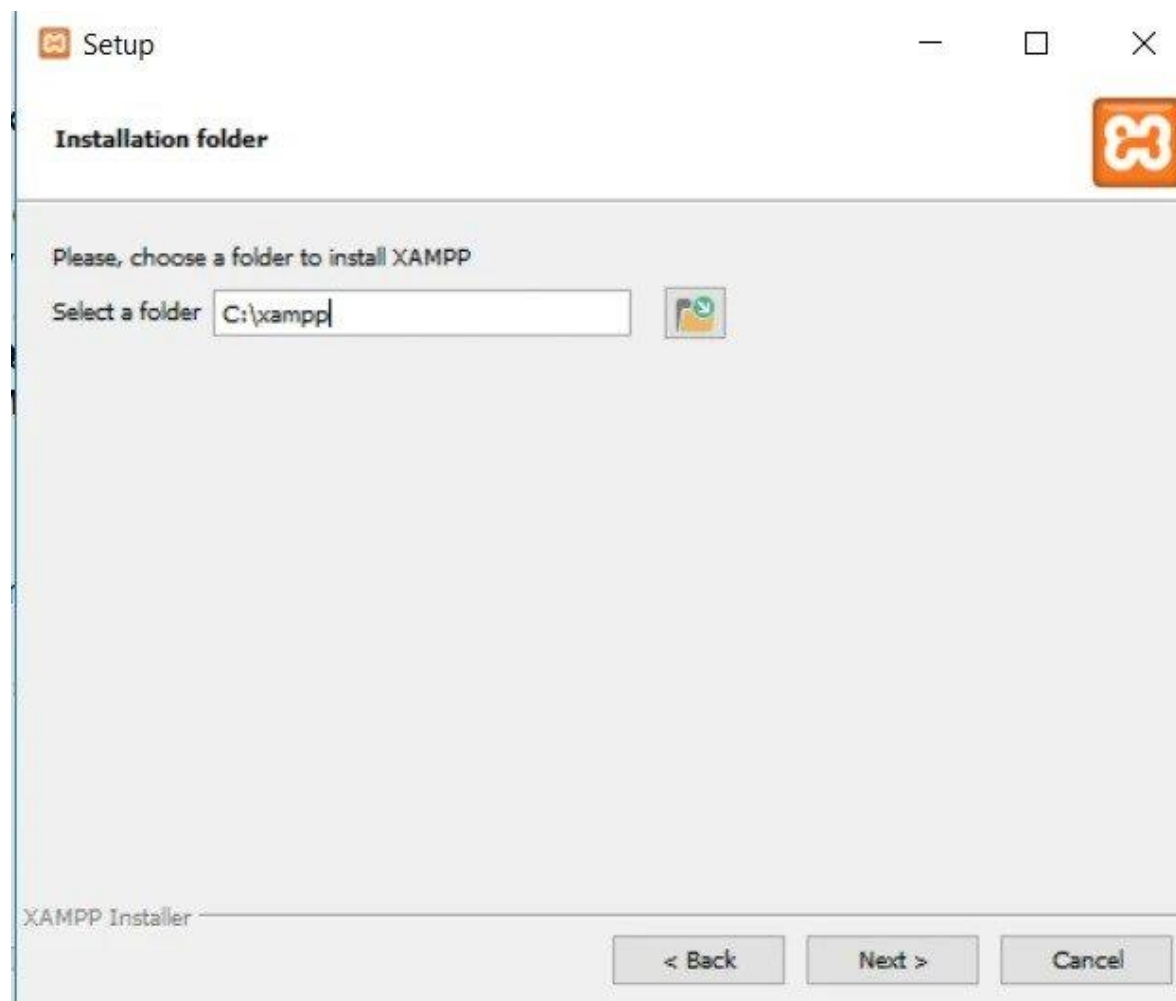 Setup
Installation folder
Please, choose a folder to install XAMPP
Select a folder C:\xampp
XAMPP Installer
< Back Next > Cancel